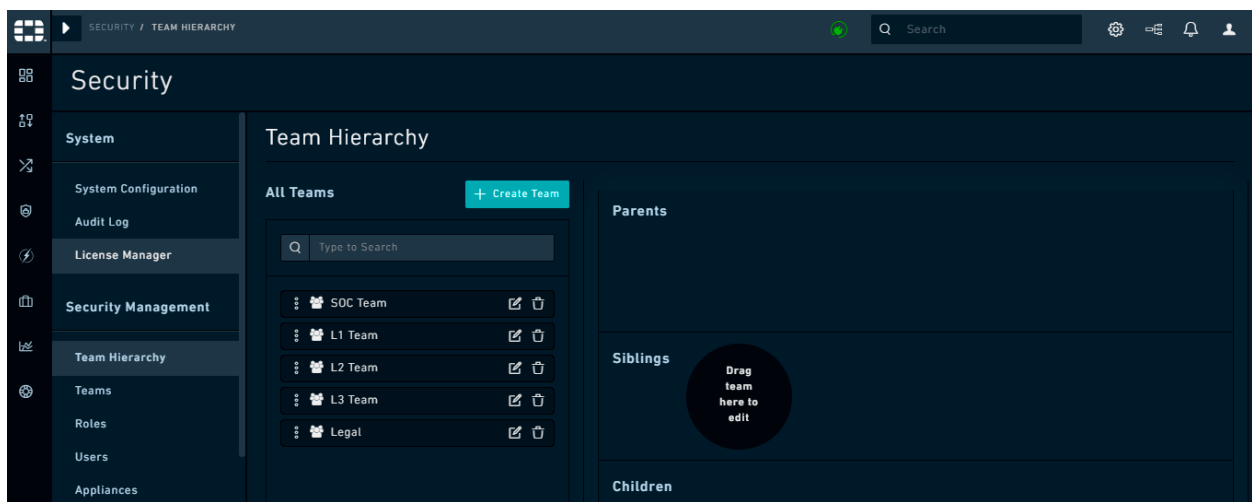 SECURITY / TEAM HIERARCHY
Search
Security
System
System Configuration
Audit Log
License Manager
Security Management
Team Hierarchy
Teams
Roles
Users
Appliances
Team Hierarchy
All Teams
+ Create Team
Type to Search
SOC Team
L1 Team
L2 Team
L3 Team
Legal
Parents
Siblings
Drag
team
here to
edit
Children